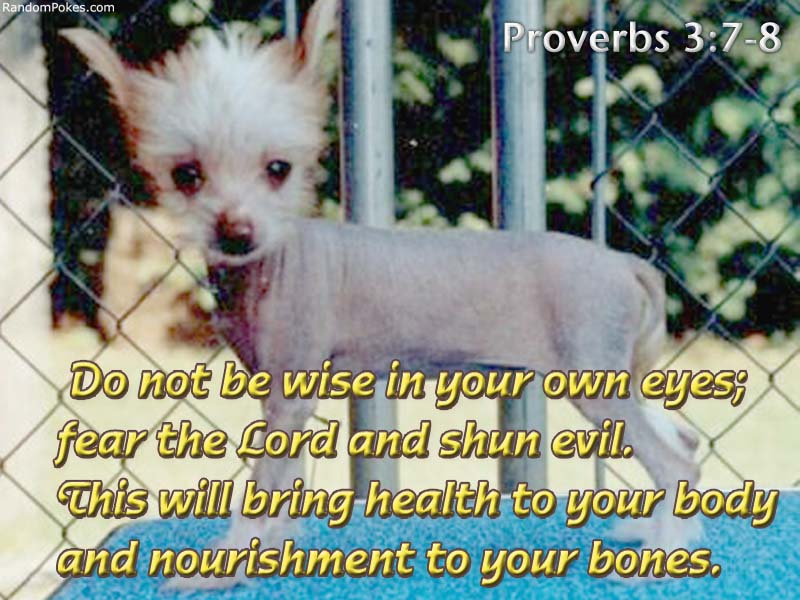 RandomPokes.com
Proverbs 3:7-8
Do not be wise in your own eyes;
fear the Lord and shun evil.
This will bring health to your body
and nourishment to your bones.